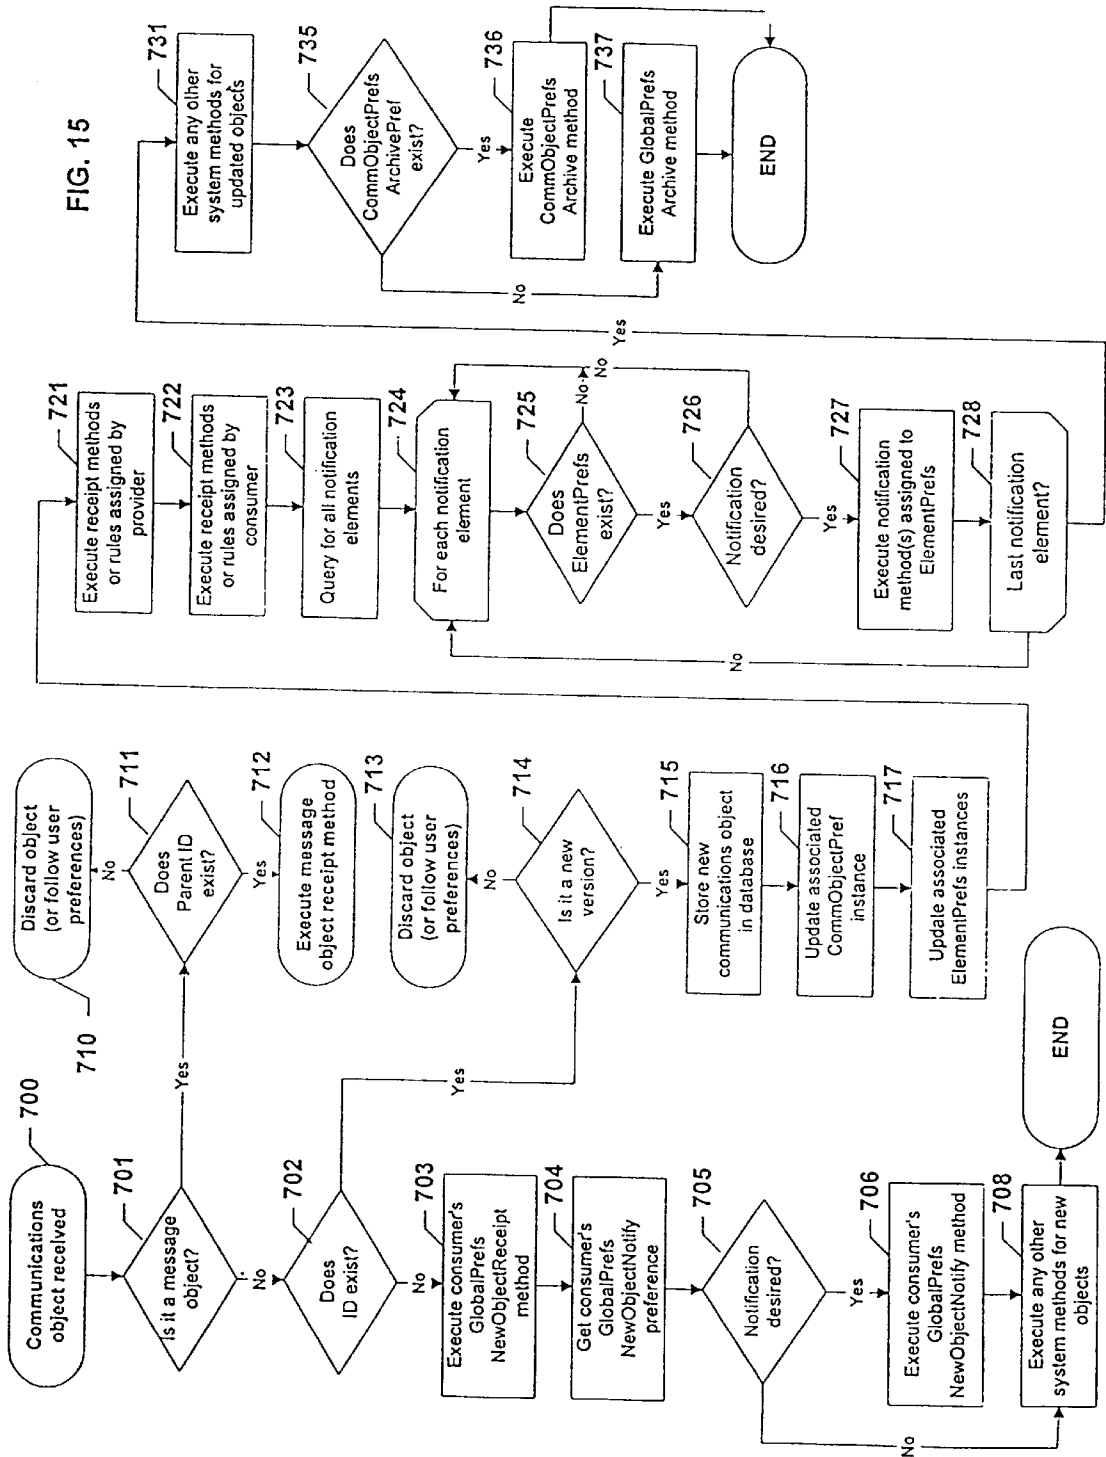 FIG. 15
700
Communications
object received
701
Is it a message
object?
Yes
No
702
Does
ID exist?
Yes
No
703
Execute consumer's
GlobalPrefs
NewObjectReceipt
method
704
Get consumer's
GlobalPrefs
NewObjectNotify
preference
705
Notification
desired?
Yes
No
706
Execute consumer's
GlobalPrefs
NewObjectNotify method
708
Execute any other
system methods for new
objects
END
710
Discard object
(or follow user
preferences)
711
Does
Parent ID
exist?
No
Yes
712
Execute message
object receipt method
713
Discard object
(or follow user
preferences)
714
Is it a new
version?
No
Yes
715
Store new
communications object
in database
716
Update associated
CommObjectPref
instance
717
Update associated
ElementPrefs instances
721
Execute receipt methods
or rules assigned by
provider
722
Execute receipt methods
or rules assigned by
consumer
723
Query for all notification
elements
724
For each notification
element
725
Does
ElementPrefs
exist?
No
Yes
726
Notification
desired?
No
Yes
727
Execute notification
method(s) assigned to
ElementPrefs
728
Last notification
element?
No
Yes
731
Execute any other
system methods for
updated objects
735
Does
CommObjectPrefs
ArchivePref
exist?
Yes
No
736
Execute
CommObjectPrefs
Archive method
737
Execute GlobalPrefs
Archive method
END